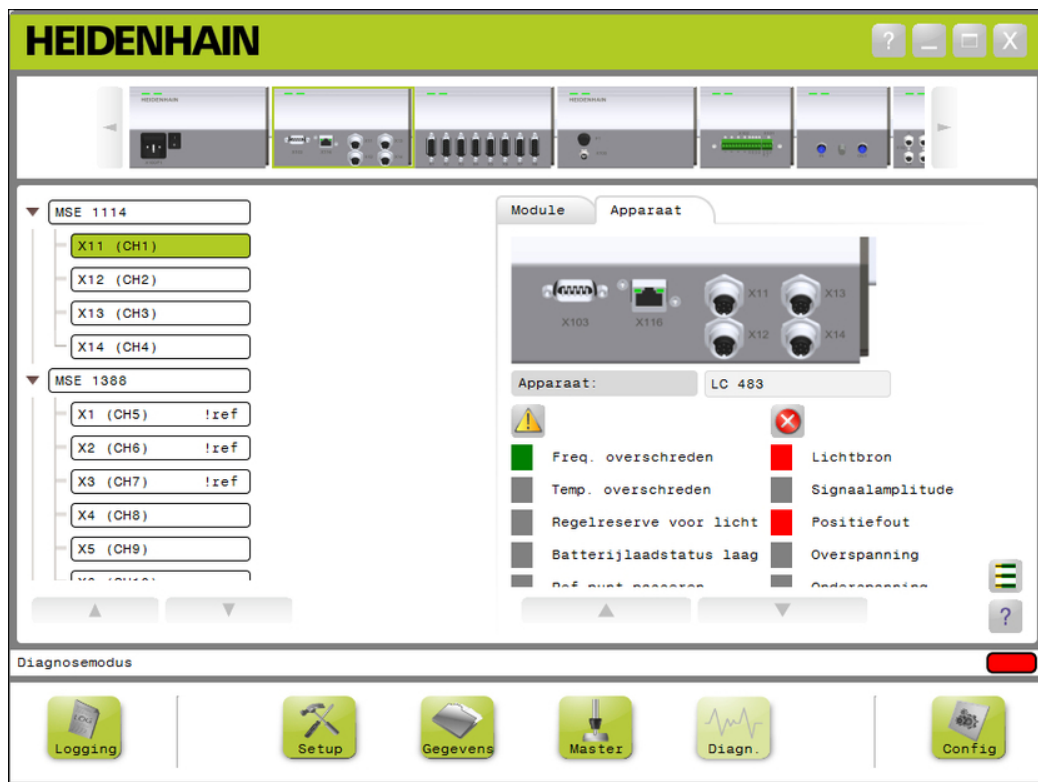 HEIDENHAIN
? _ X
HEIDENHAIN
HEIDENHAIN
MSE 1114
X11 (CH1)
X12 (CH2)
X13 (CH3)
X14 (CH4)
MSE 1388
X1 (CH5) !ref
X2 (CH6) !ref
X3 (CH7) !ref
X4 (CH8)
X5 (CH9)
Module Apparaat
X103 X116 X11 X13
X12 X14
Apparaat: LC 483
Freq. overschreden Lichtbron
Temp. overschreden Signaalamplitude
Regelreserve voor licht Positiefout
Batterijlaadstatus laag Overspanning
?
Diagnosemodus
LOG
Logging Setup Gegevens Master Diagn. Config